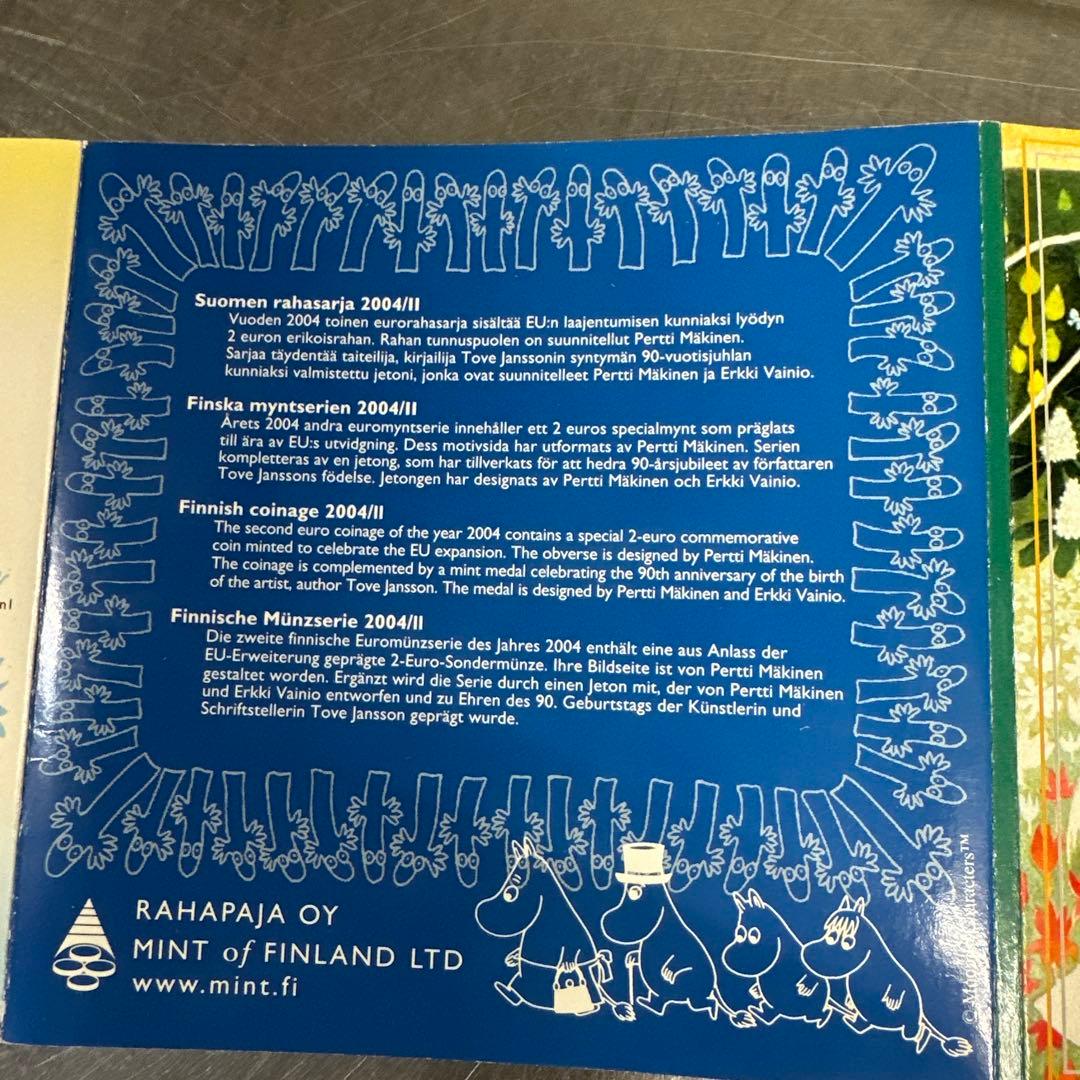 Suomen rahasarja 2004/II
Vuoden 2004 toinen eurorahasarja sisältää EU:n laajentumisen kunniaksi lyödyn
2 euron erikoisrahan. Rahan tunnuspuolen on suunnitellut Pertti Mäkinen.
Sarjaa täydentää taiteilija, kirjailija Tove Janssonin syntymän 90-vuotisjuhlan
kunniaksi valmistettu jetoni, jonka ovat suunnitelleet Pertti Mäkinen ja Erkki Vainio.
Finska myntserien 2004/II
Årets 2004 andra euromyntserie innehåller ett 2 euros specialmynt som präglats
till ära av EU:s utvidgning. Dess motivsida har utformats av Pertti Mäkinen. Serien
kompletteras av en jetong, som har tillverkats för att hedra 90-årsjubileet av författaren
Tove Janssons födelse. Jetongen har designats av Pertti Mäkinen och Erkki Vainio.
Finnish coinage 2004/II
The second euro coinage of the year 2004 contains a special 2-euro commemorative
coin minted to celebrate the EU expansion. The obverse is designed by Pertti Mäkinen.
The coinage is complemented by a mint medal celebrating the 90th anniversary of the birth
of the artist, author Tove Jansson. The medal is designed by Pertti Mäkinen and Erkki Vainio.
Finnische Münzserie 2004/II
Die zweite finnische Euromünzserie des Jahres 2004 enthält eine aus Anlass der
EU-Erweiterung geprägte 2-Euro-Sondermünze. Ihre Bildseite ist von Pertti Mäkinen
gestaltet worden. Ergänzt wird die Serie durch einen Jeton mit, der von Pertti Mäkinen
und Erkki Vainio entworfen und zu Ehren des 90. Geburtstags der Künstlerin und
Schriftstellerin Tove Jansson geprägt wurde.
RAHAPAJA OY
MINT of FINLAND LTD
www.mint.fi
©